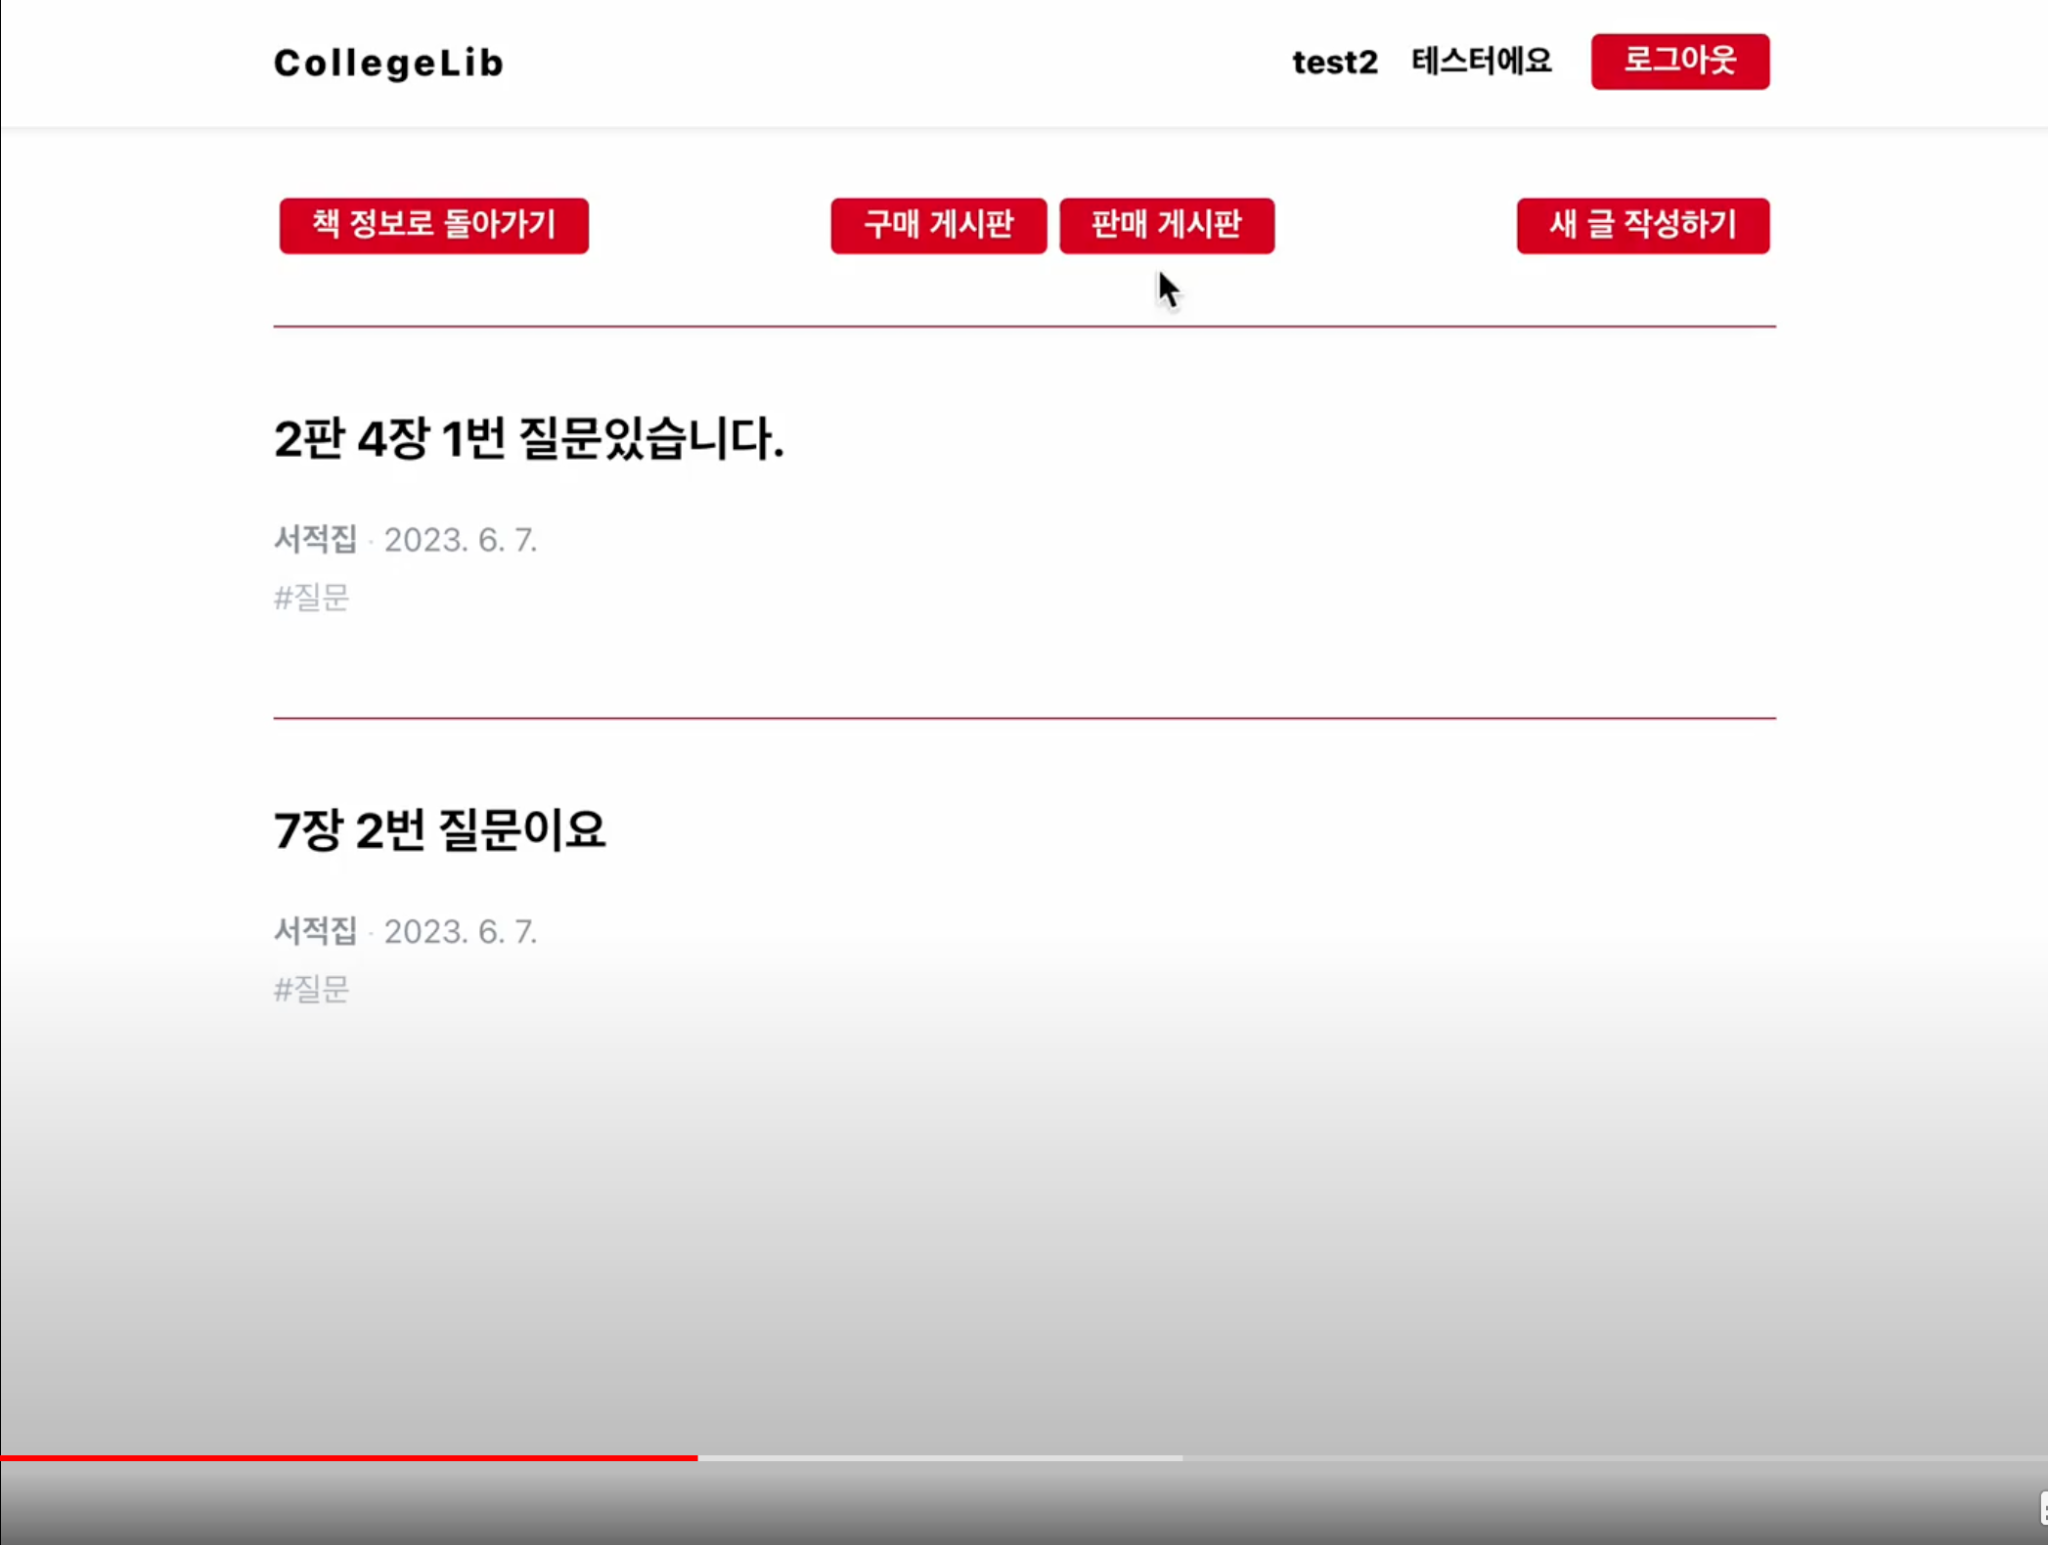 CollegeLib test2 테스터에요 로그아웃
책 정보로 돌아가기 구매 게시판 판매 게시판 새 글 작성하기
2판 4장 1번 질문있습니다.
서적집 · 2023. 6. 7.
#질문
7장 2번 질문이요
서적집 · 2023. 6. 7.
#질문